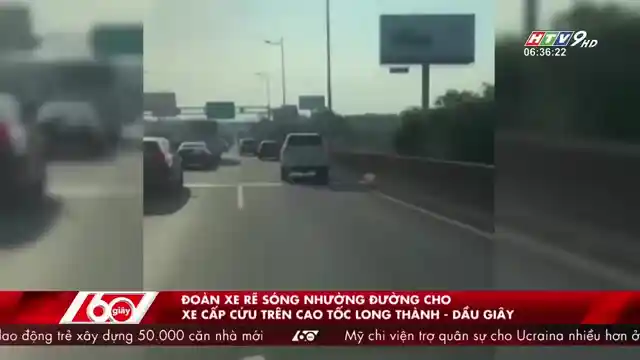 HTV9 HD
06:36:22
60 giây
ĐOÀN XE RẼ SÓNG NHƯỜNG ĐƯỜNG CHO
XE CẤP CỨU TRÊN CAO TỐC LONG THÀNH - DẦU GIÂY
lao động trẻ xây dựng 50.000 căn nhà mới
Mỹ chi viện trợ quân sự cho Ucraina nhiều hơn ở